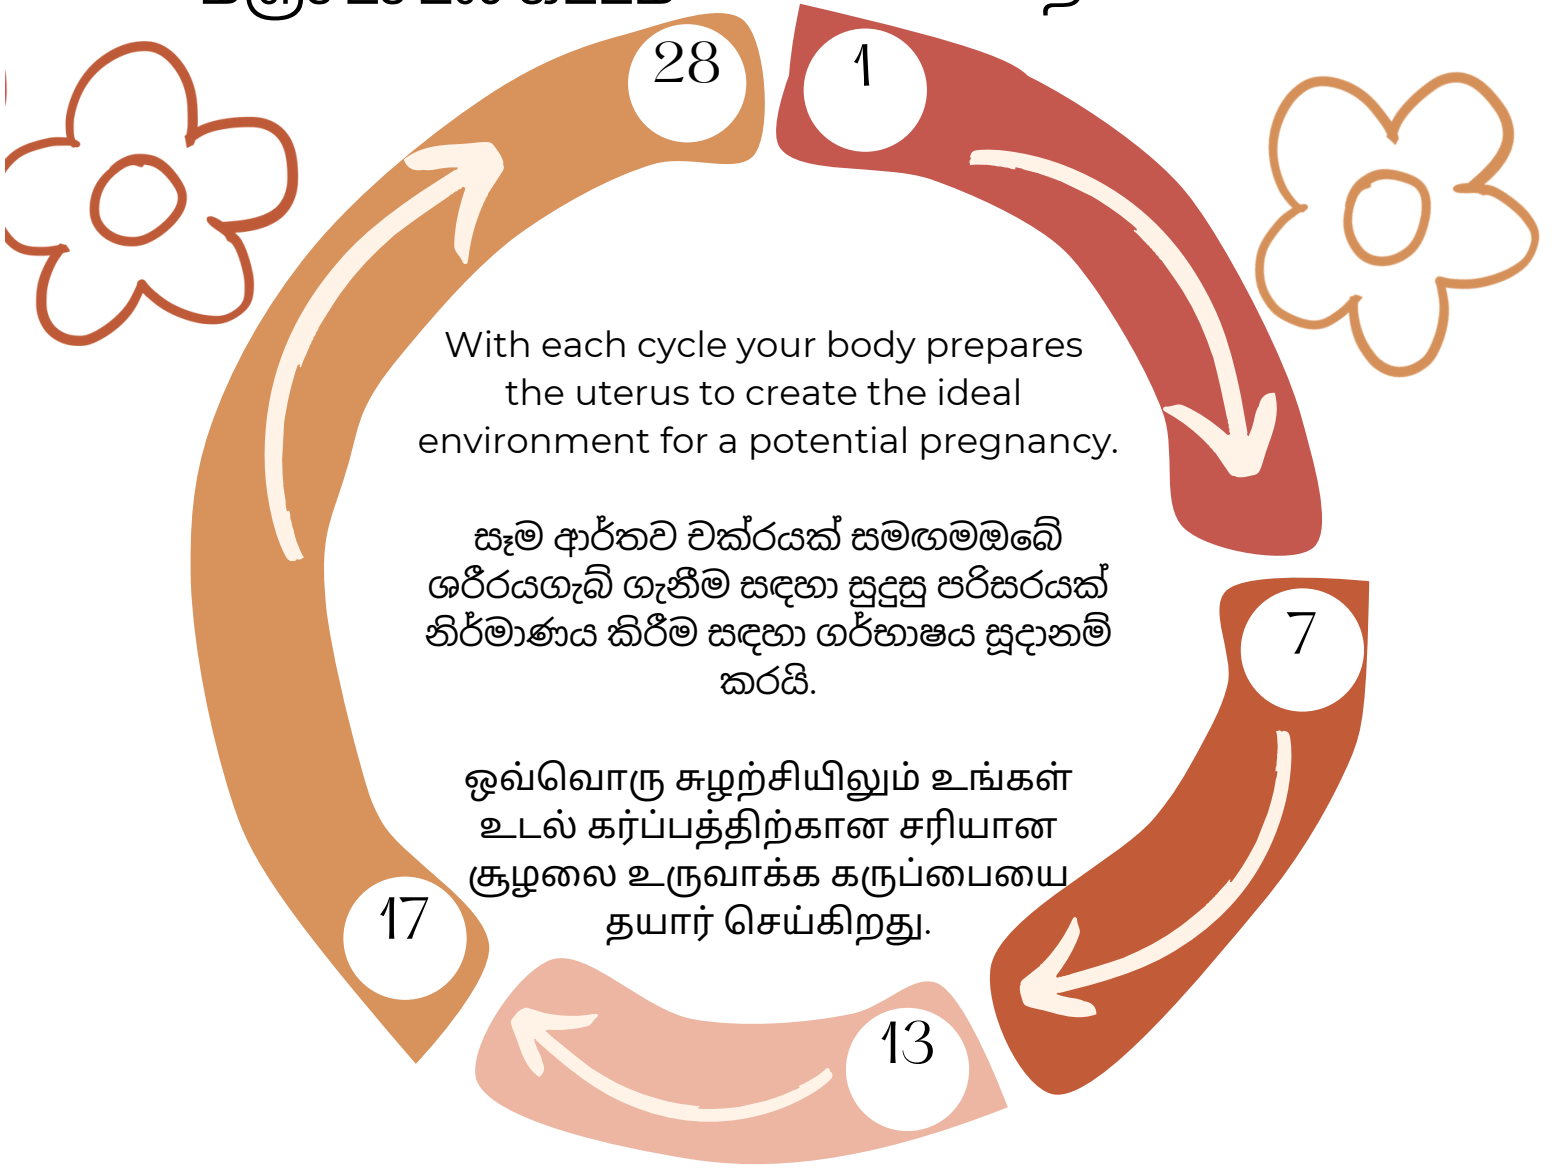 28
1
With each cycle your body prepares
the uterus to create the ideal
environment for a potential pregnancy.
සෑම ආර්තව චක්රයක් සමඟමඔබේ
ශරීරයගැබ් ගැනීම සඳහා සුදුසු පරිසරයක්
නිර්මාණය කිරීම සඳහා ගර්භාෂය සූදානම්
කරයි.
7
ஒவ்வொரு சுழற்சியிலும் உங்கள்
உடல் கர்ப்பத்திற்கான சரியான
சூழலை உருவாக்க கருப்பையை
தயார் செய்கிறது.
17
13